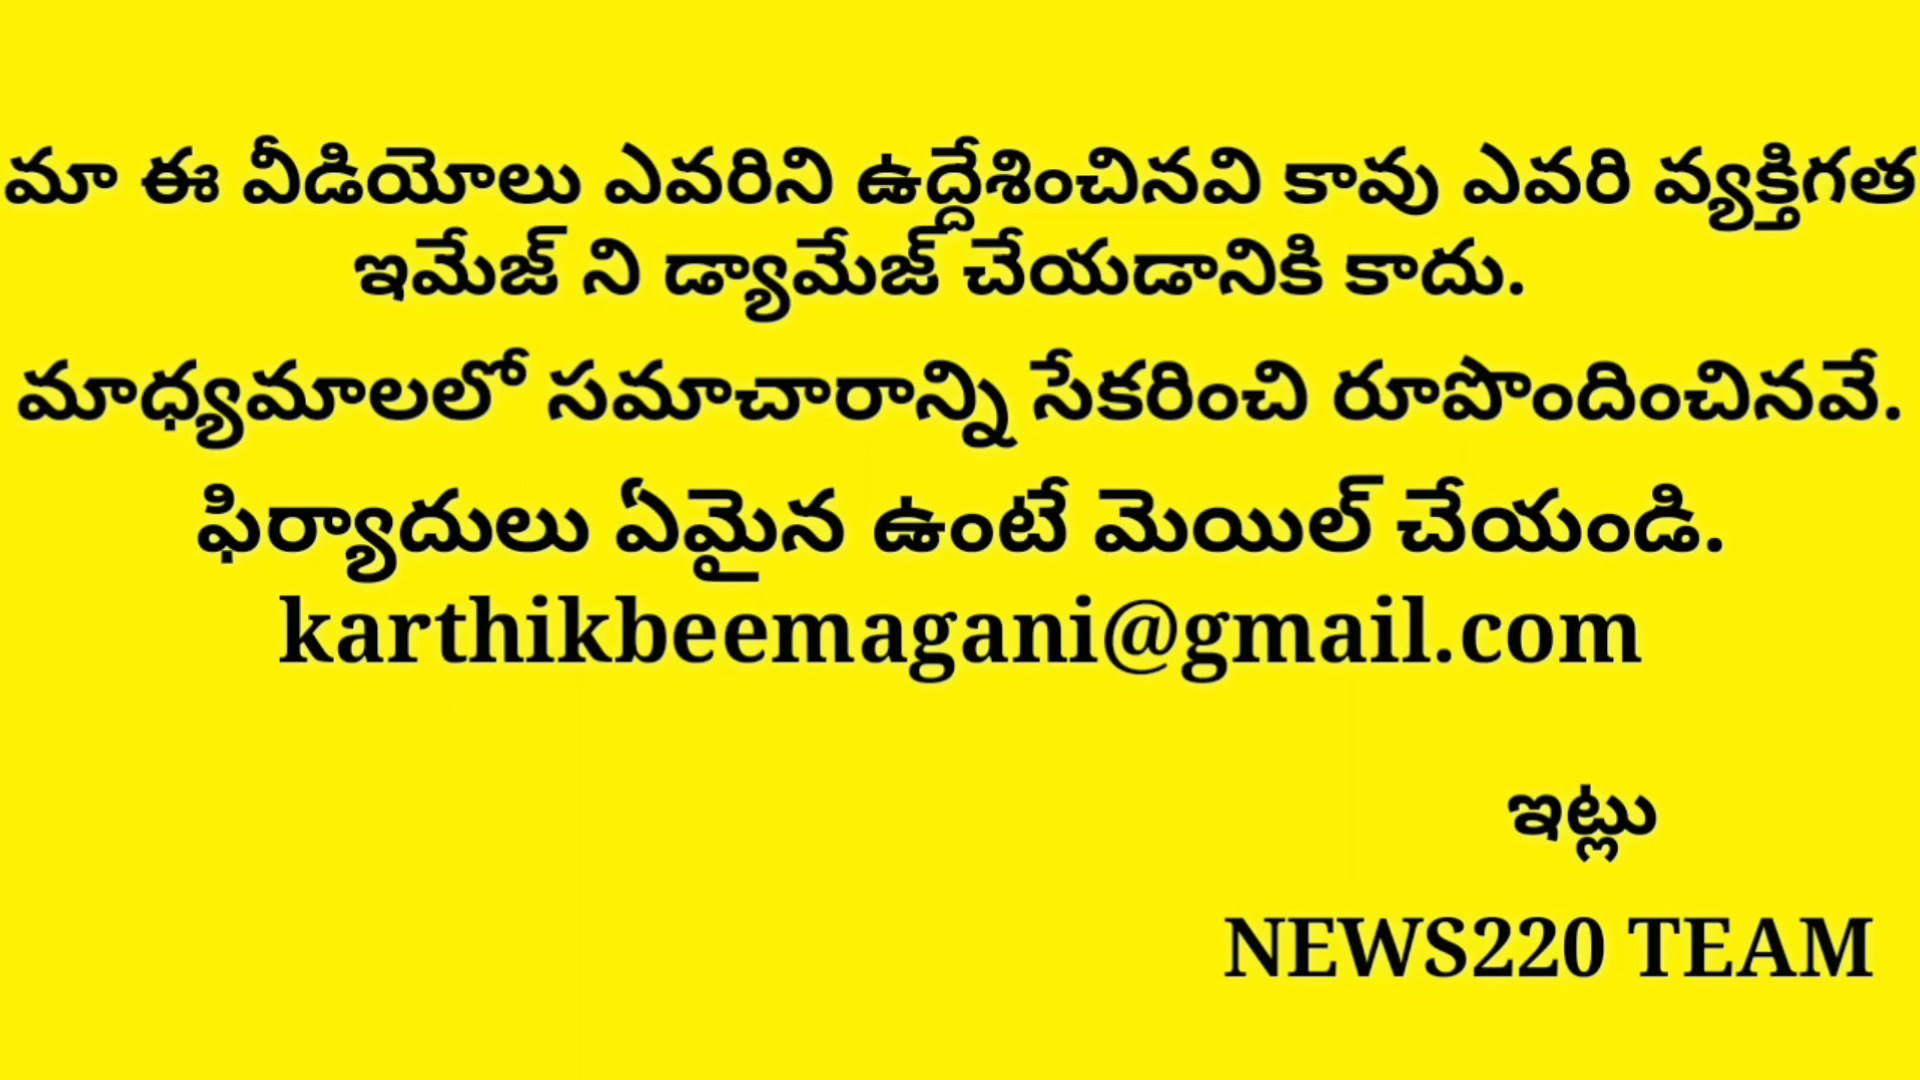 మా ఈ వీడియోలు ఎవరిని ఉద్దేశించినవి కావు ఎవరి వ్యక్తిగత
ఇమేజ్ ని డ్యామేజ్ చేయడానికి కాదు.
మాధ్యమాలలో సమాచారాన్ని సేకరించి రూపొందించినవే.
ఫిర్యాదులు ఏమైన ఉంటే మెయిల్ చేయండి.
karthikbeemagani@gmail.com
ఇట్లు
NEWS220 TEAM